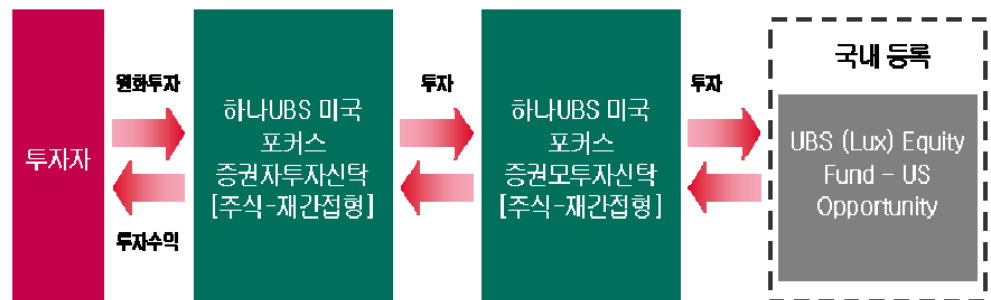 투자자
원화투자
투자수익
하나UBS 미국
포커스
증권자투자신탁
[주식-재간접형]
투자
하나UBS 미국
포커스
증권모투자신탁
[주식-재간접형]
투자
국내 등록
UBS (Lux) Equity
Fund – US
Opportunity